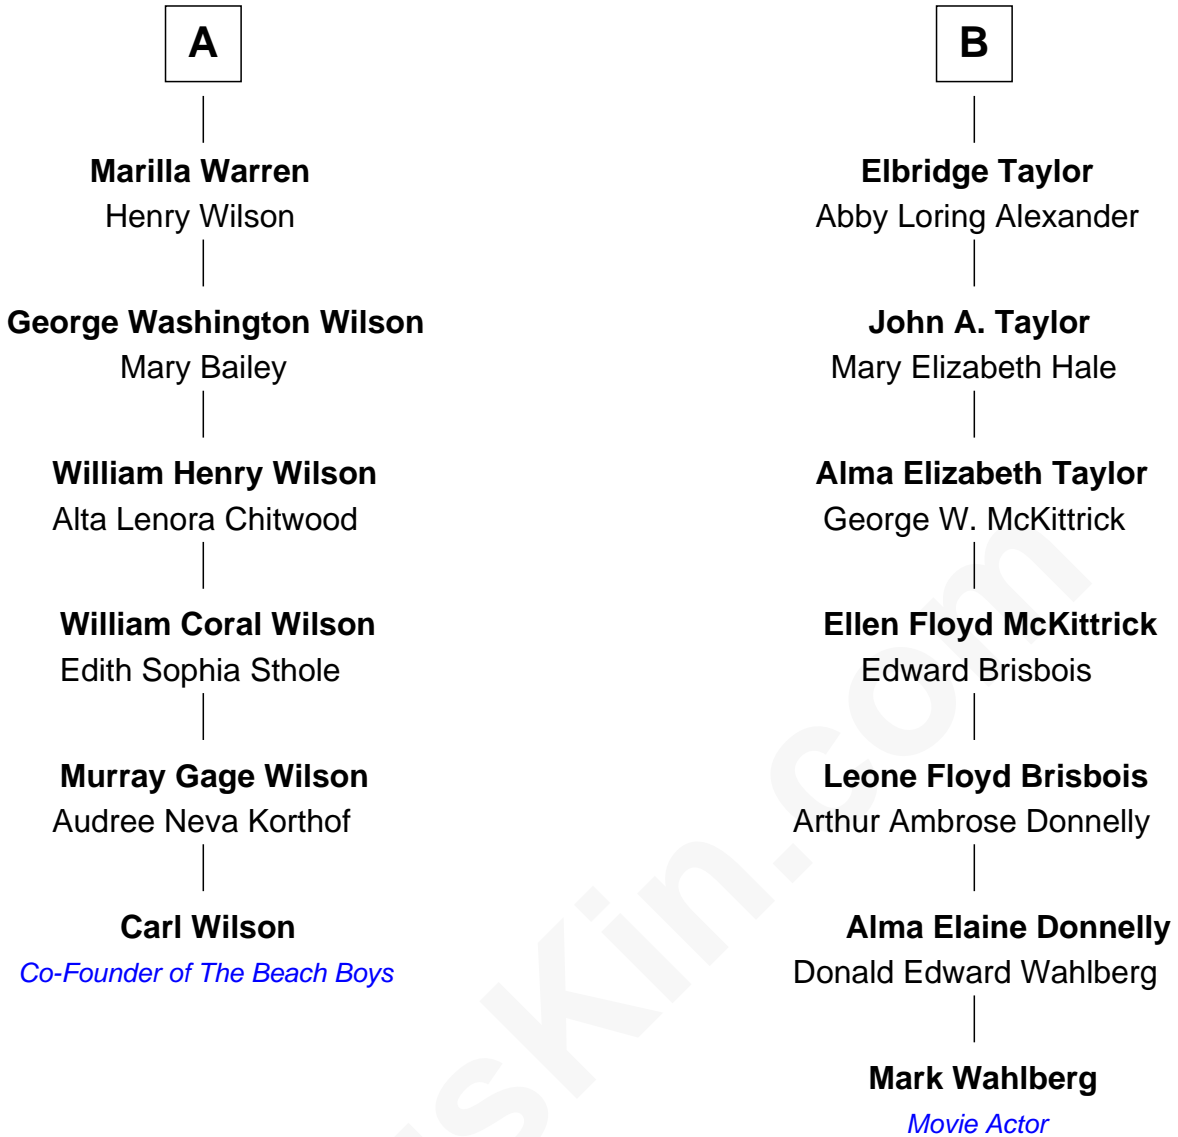 A
Marilla Warren
Henry Wilson
George Washington Wilson
Mary Bailey
William Henry Wilson
Alta Lenora Chitwood
William Coral Wilson
Edith Sophia Sthole
Murray Gage Wilson
Audree Neva Korthof
Carl Wilson
Co-Founder of The Beach Boys
B
Elbridge Taylor
Abby Loring Alexander
John A. Taylor
Mary Elizabeth Hale
Alma Elizabeth Taylor
George W. McKittrick
Ellen Floyd McKittrick
Edward Brisbois
Leone Floyd Brisbois
Arthur Ambrose Donnelly
Alma Elaine Donnelly
Donald Edward Wahlberg
Mark Wahlberg
Movie Actor
sKin.com